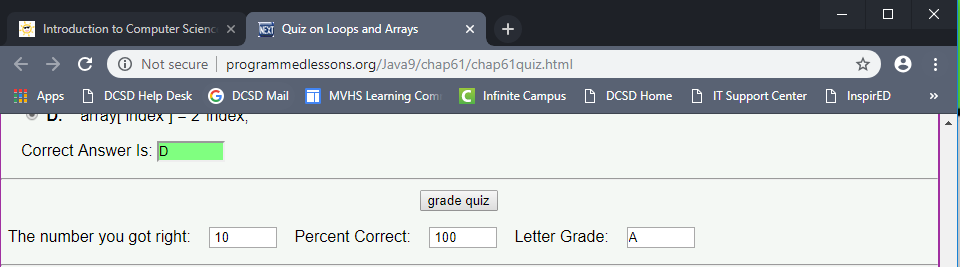 Introduction to Computer Scienc
NEXT
Quiz on Loops and Arrays
Not secure | programmedlessons.org/Java9/chap61/chap61quiz.html
Apps DCSD Help Desk DCSD Mail MVHS Learning Com Infinite Campus DCSD Home IT Support Center InspirED »
D. array[ index ] = 2*index;
Correct Answer Is: D
grade quiz
The number you got right: 10 Percent Correct: 100 Letter Grade: A